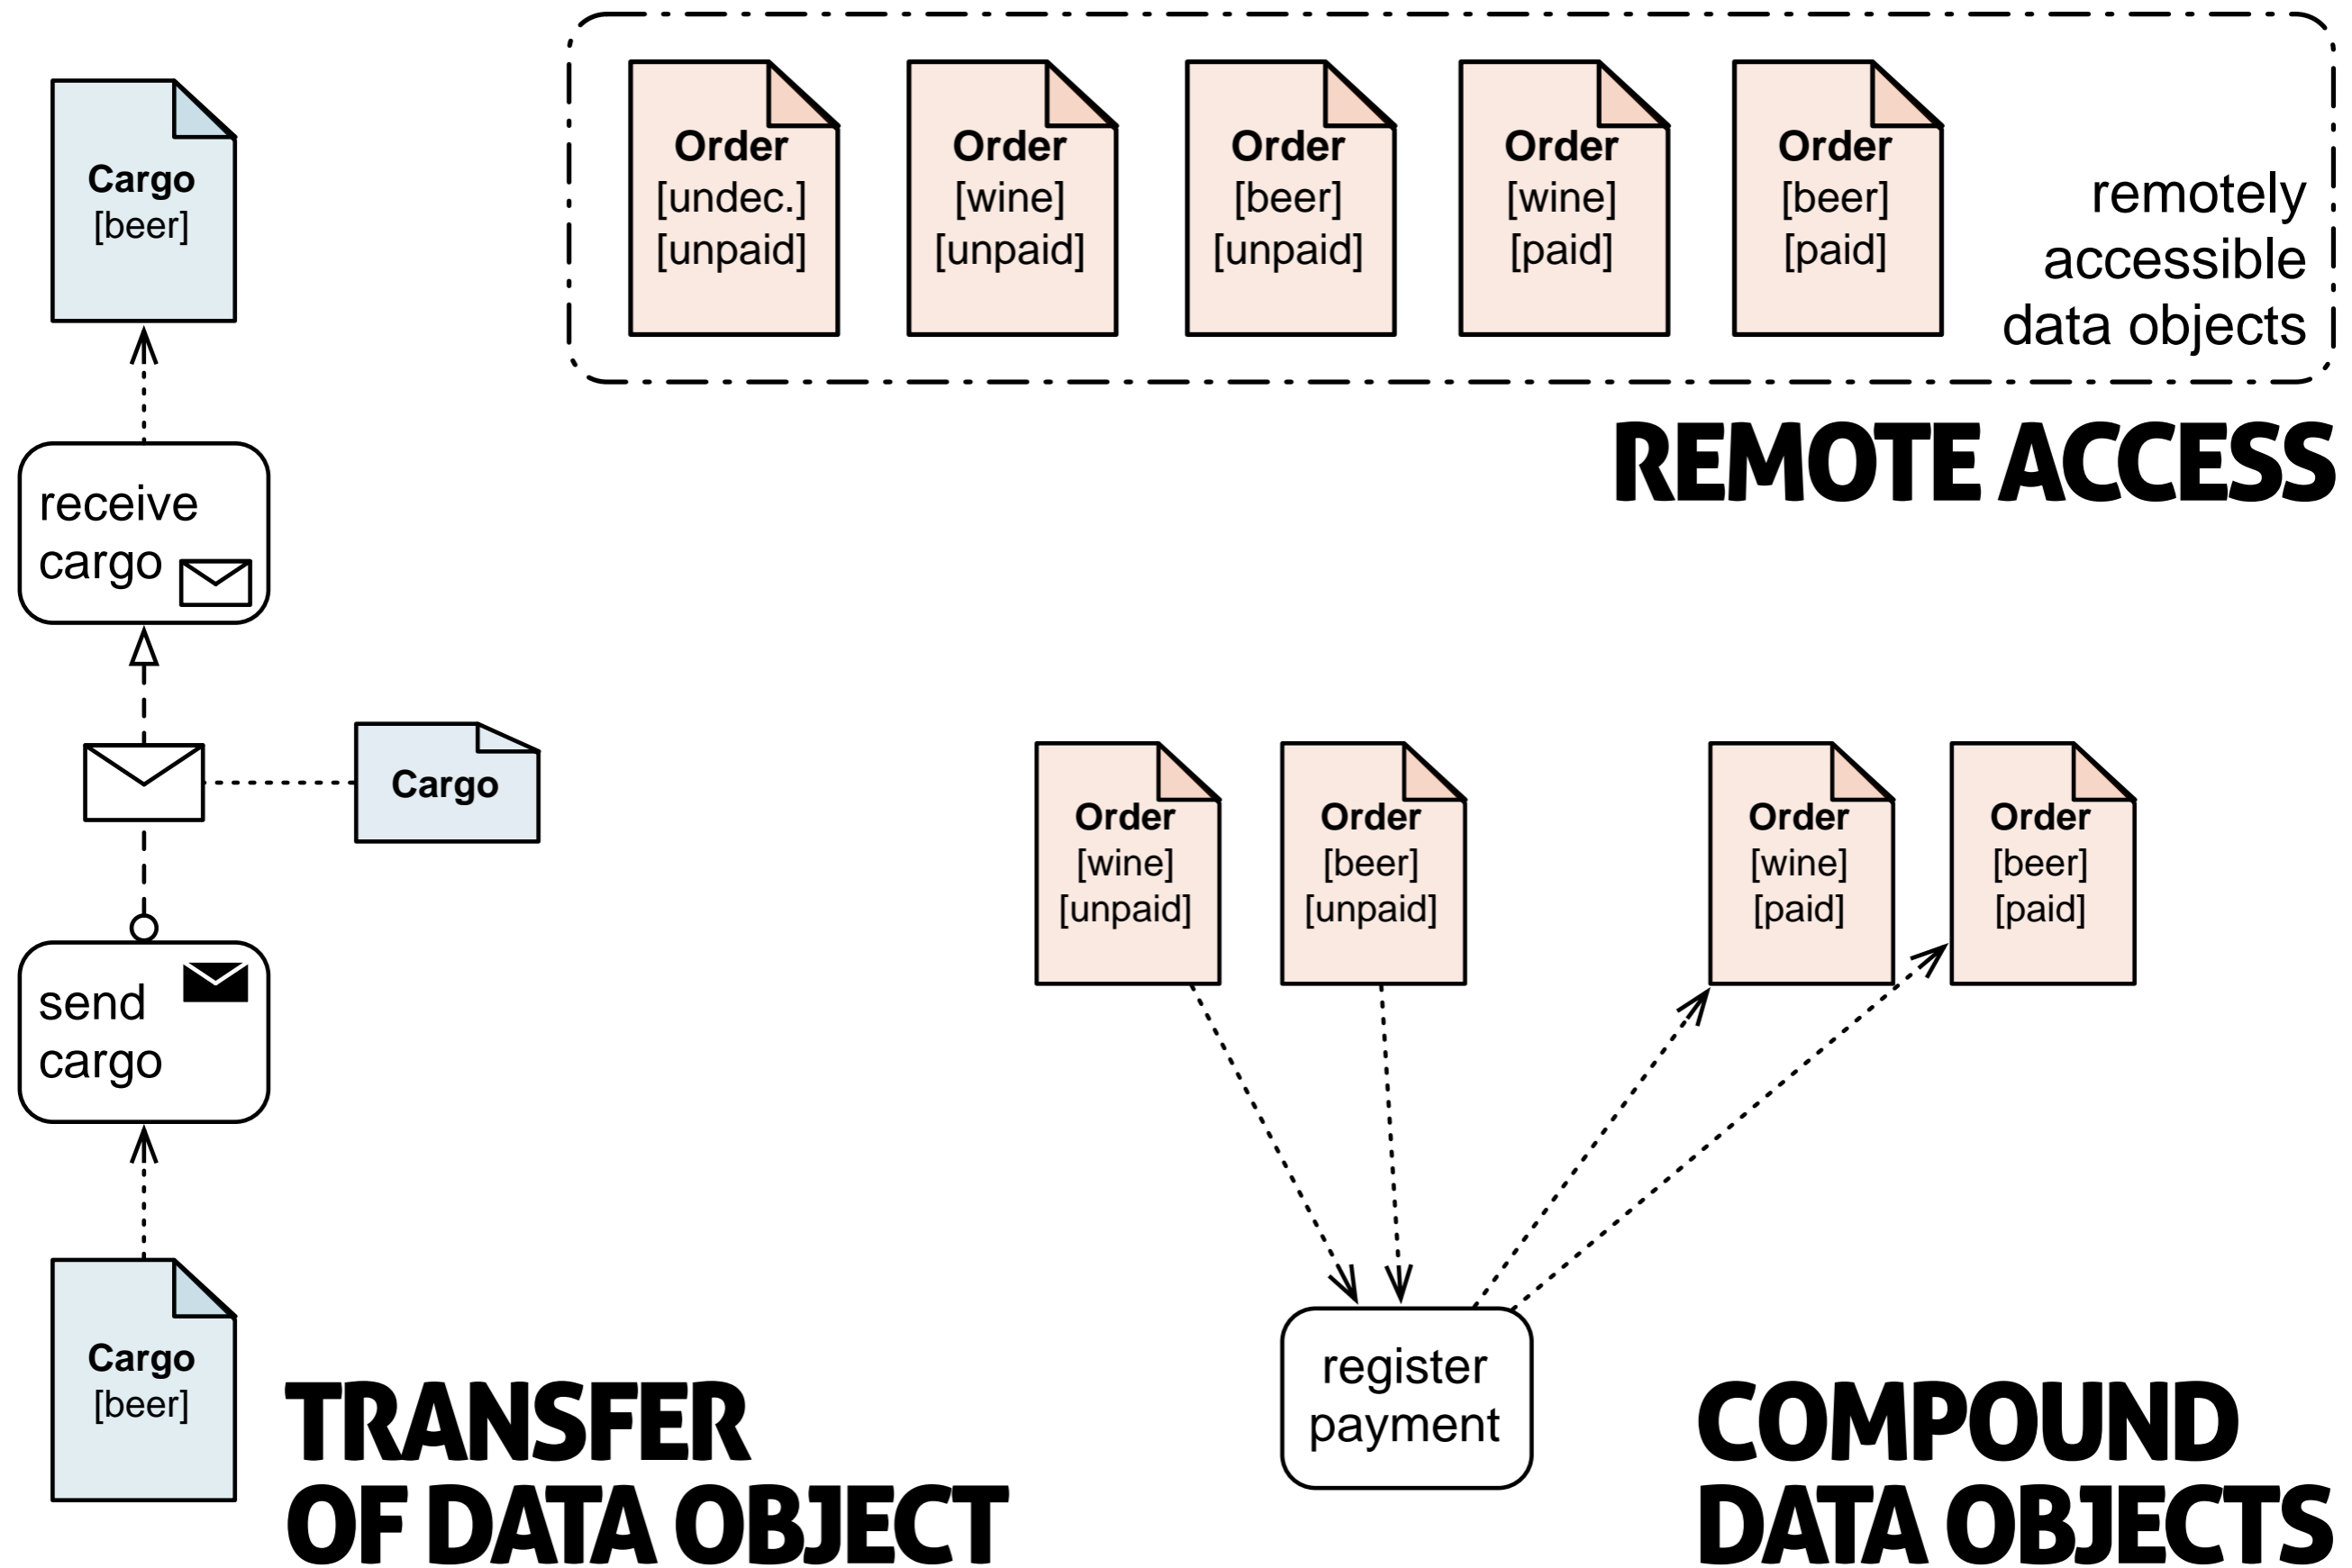 Cargo
[beer]
Order
[undec.]
[unpaid]
Order
[wine]
[unpaid]
Order
[beer]
[unpaid]
Order
[wine]
[paid]
Order
[beer]
[paid]
remotely
accessible
data objects
REMOTE ACCESS
receive
cargo
Cargo
send
cargo
Cargo
[beer]
TRANSFER
OF DATA OBJECT
Order
[wine]
[unpaid]
Order
[beer]
[unpaid]
Order
[wine]
[paid]
Order
[beer]
[paid]
register
payment
COMPOUND
DATA OBJECTS